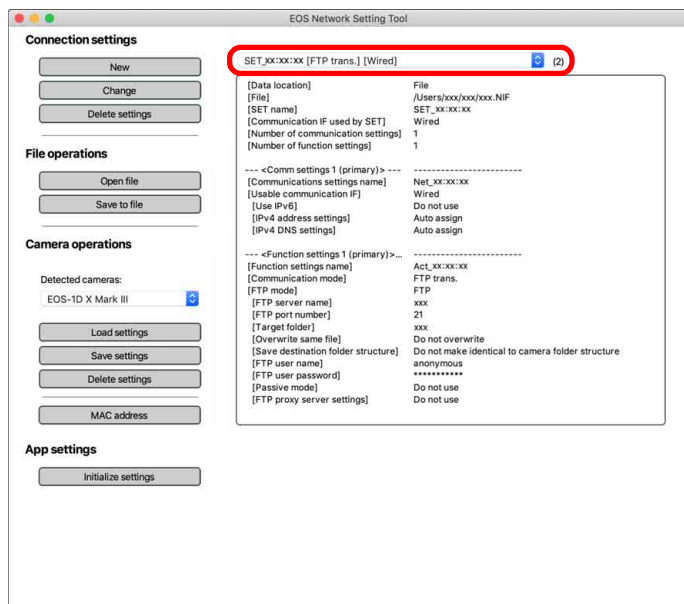 EOS Network Setting Tool
Connection settings
New
Change
Delete settings
File operations
Open file
Save to file
Camera operations
Detected cameras:
EOS-1D X Mark III
Load settings
Save settings
Delete settings
MAC address
App settings
Initialize settings
SET_xx:xx:xx [FTP trans.] [Wired] (2)
[Data location] File
[File] /Users/xxx/xxx/xxx.NIF
[SET name] SET_xx:xx:xx
[Communication IF used by SET] Wired
[Number of communication settings] 1
[Number of function settings] 1
--- <Comm settings 1 (primary)> --- ------------------------
[Communications settings name] Net_xx:xx:xx
[Usable communication IF] Wired
[Use IPv6] Do not use
[IPv4 address settings] Auto assign
[IPv4 DNS settings] Auto assign
--- <Function settings 1 (primary)>... ------------------------
[Function settings name] Act_xx:xx:xx
[Communication mode] FTP trans.
[FTP mode] FTP
[FTP server name] xxx
[FTP port number] 21
[Target folder] xxx
[Overwrite same file] Do not overwrite
[Save destination folder structure] Do not make identical to camera folder structure
[FTP user name] anonymous
[FTP user password] ***********
[Passive mode] Do not use
[FTP proxy server settings] Do not use